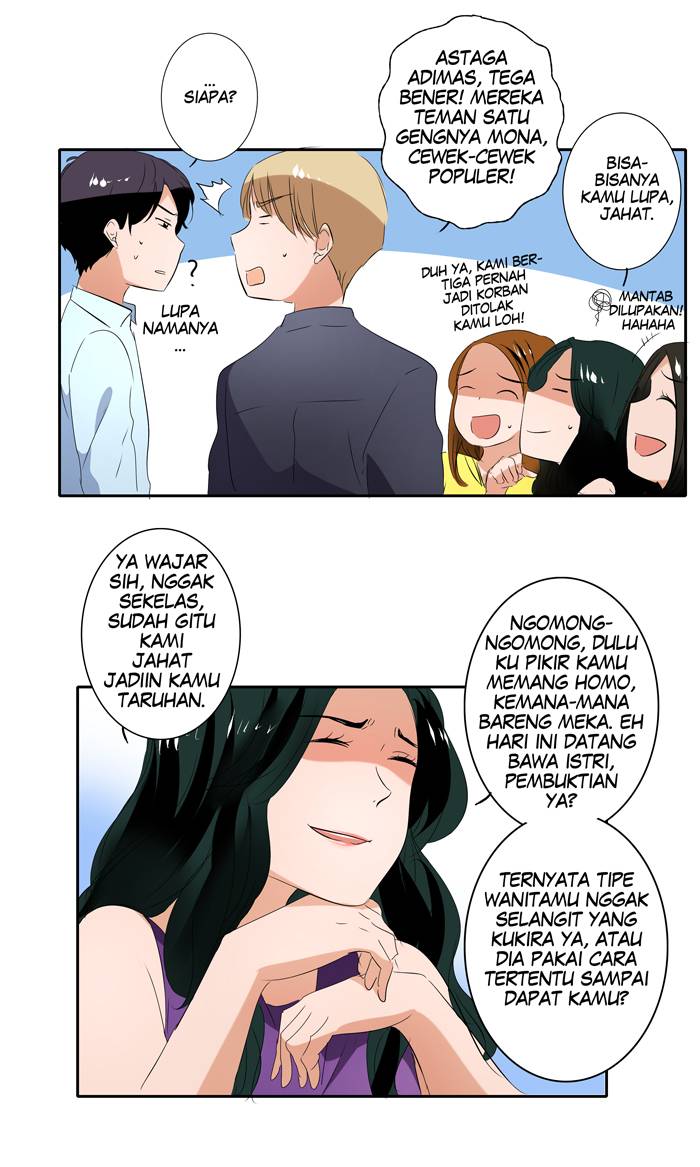 ...
SIAPA?
ASTAGA
ADIMAS, TEGA
BENER! MEREKA
TEMAN SATU
GENGNYA MONA,
CEWEK-CEWEK
POPULER!
BISA-
BISANYA
KAMU LUPA,
JAHAT.
?
LUPA
NAMANYA
...
DUH YA, KAMI BER-
TIGA PERNAH
JADI KORBAN
DITOLAK
KAMU LOH!
MANTAB
DILUPAKAN!
HAHAHA
YA WAJAR
SIH, NGGAK
SEKELAS,
SUDAH GITU
KAMI
JAHAT
JADIIN KAMU
TARUHAN.
NGOMONG-
NGOMONG, DULU
KU PIKIR KAMU
MEMANG HOMO,
KEMANA-MANA
BARENG MEKA. EH
HARI INI DATANG
BAWA ISTRI,
PEMBUKTIAN
YA?
TERNYATA TIPE
WANITAMU NGGAK
SELANGIT YANG
KUKIRA YA, ATAU
DIA PAKAI CARA
TERTENTU SAMPAI
DAPAT KAMU?